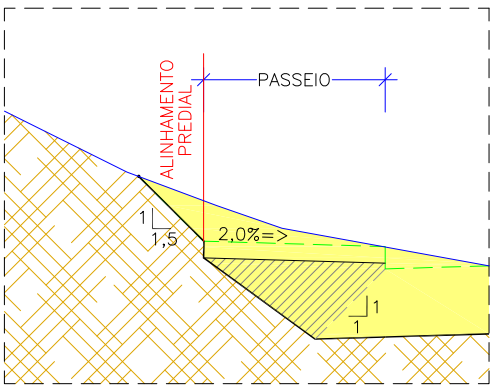 PASSEIO
ALINHAMENTO
PREDIAL
1
1,5
2,0%=>
1
1